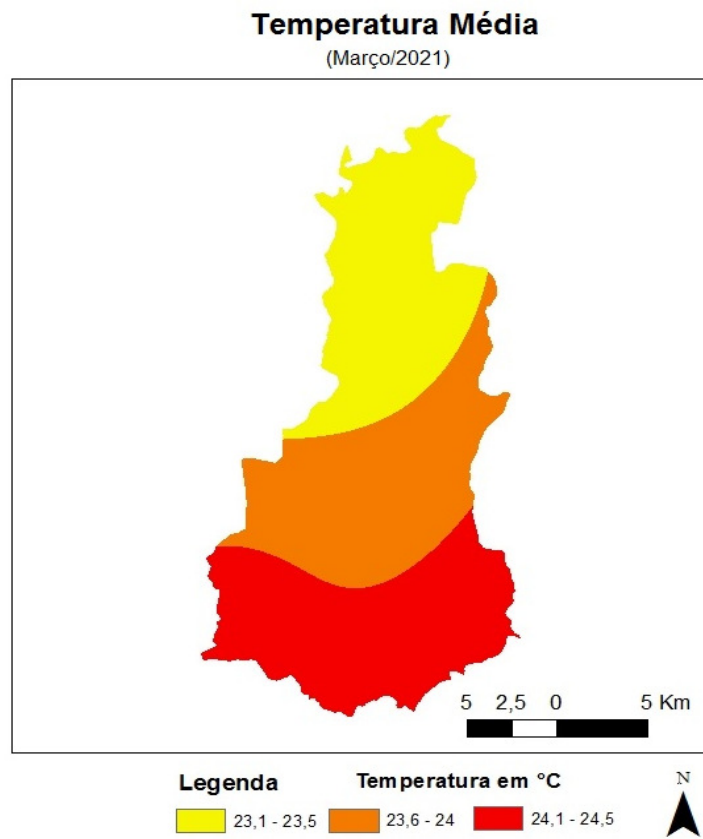 Temperatura Média
(Março/2021)
5 2,5 0 5 Km
Legenda Temperatura em °C
23,1 - 23,5 23,6 - 24 24,1 - 24,5
N